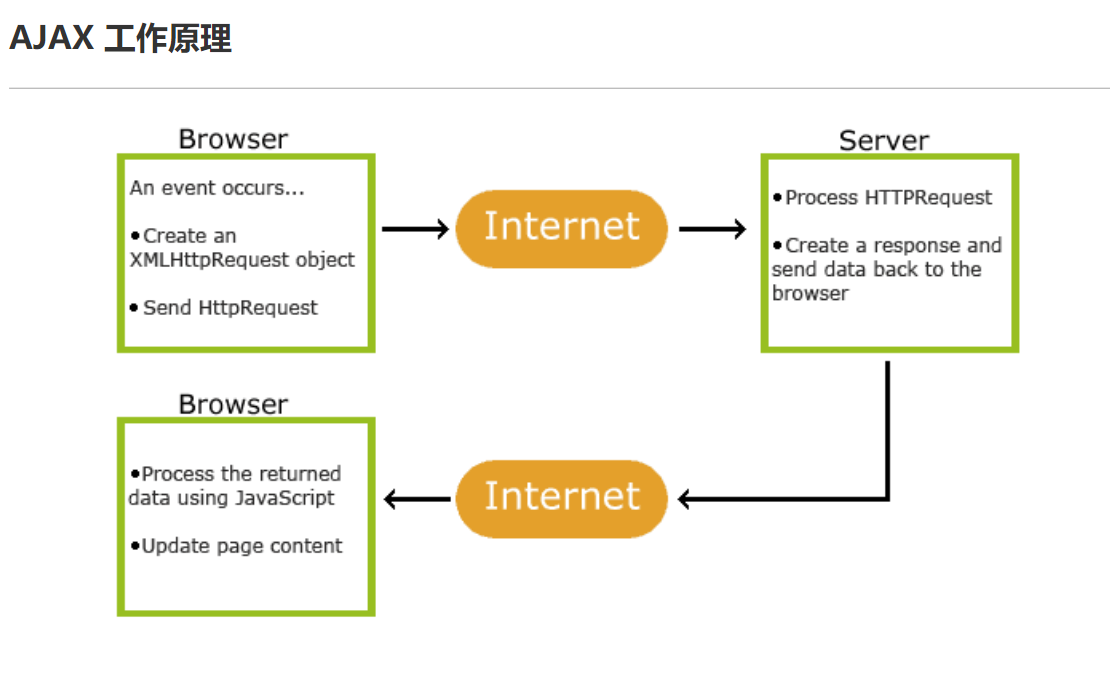 AJAX 工作原理
Browser
An event occurs...
•Create an
XMLHttpRequest object
• Send HttpRequest
Internet
Server
•Process HTTPRequest
•Create a response and
send data back to the
browser
Browser
•Process the returned
data using JavaScript
•Update page content
Internet